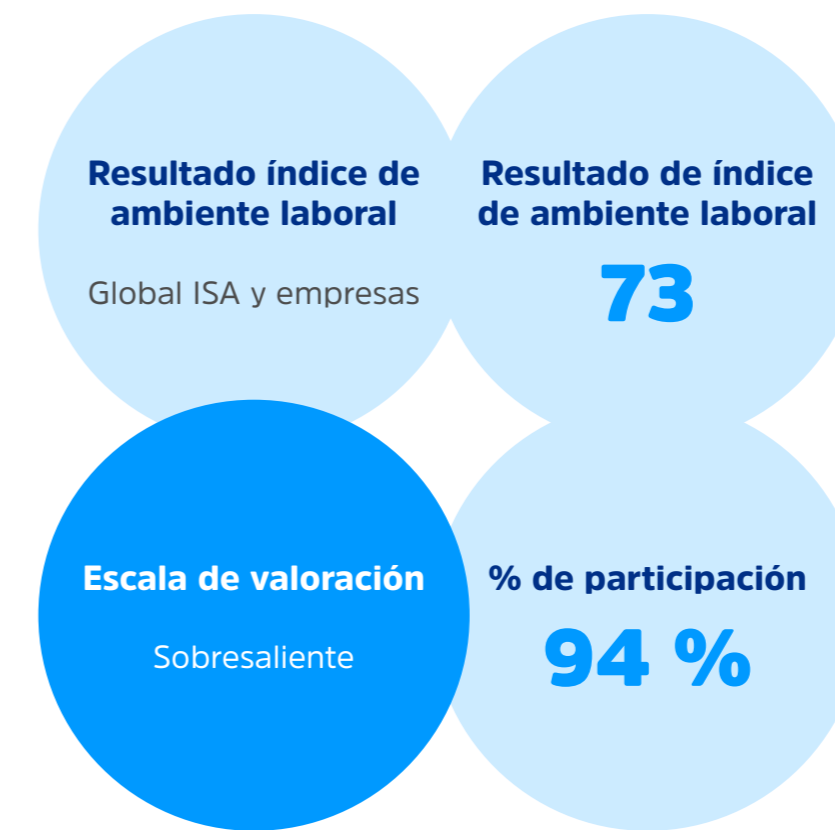 Resultado índice de
ambiente laboral
Global ISA y empresas
Resultado de índice
de ambiente laboral
73
Escala de valoración
Sobresaliente
% de participación
94 %